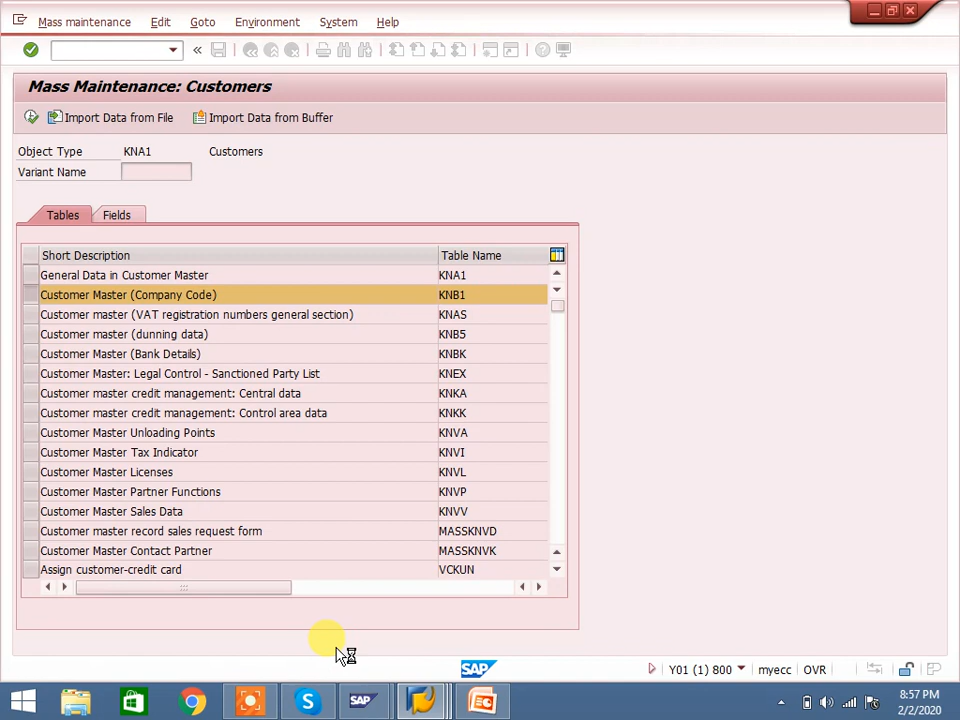 Mass maintenance Edit Goto Environment System Help
Mass Maintenance: Customers
Import Data from File Import Data from Buffer
Object Type KNA1 Customers
Variant Name
Tables Fields
Short Description Table Name
General Data in Customer Master KNA1
Customer Master (Company Code) KNB1
Customer master (VAT registration numbers general section) KNAS
Customer master (dunning data) KNB5
Customer Master (Bank Details) KNBK
Customer Master: Legal Control - Sanctioned Party List KNEX
Customer master credit management: Central data KNKA
Customer master credit management: Control area data KNKK
Customer Master Unloading Points KNVA
Customer Master Tax Indicator KNVI
Customer Master Licenses KNVL
Customer Master Partner Functions KNVP
Customer Master Sales Data KNVV
Customer master record sales request form MASSKNVD
Customer Master Contact Partner MASSKNVK
Assign customer-credit card VCKUN
SAP Y01 (1) 800 myecc OVR
SAP
8:57 PM
2/2/2020